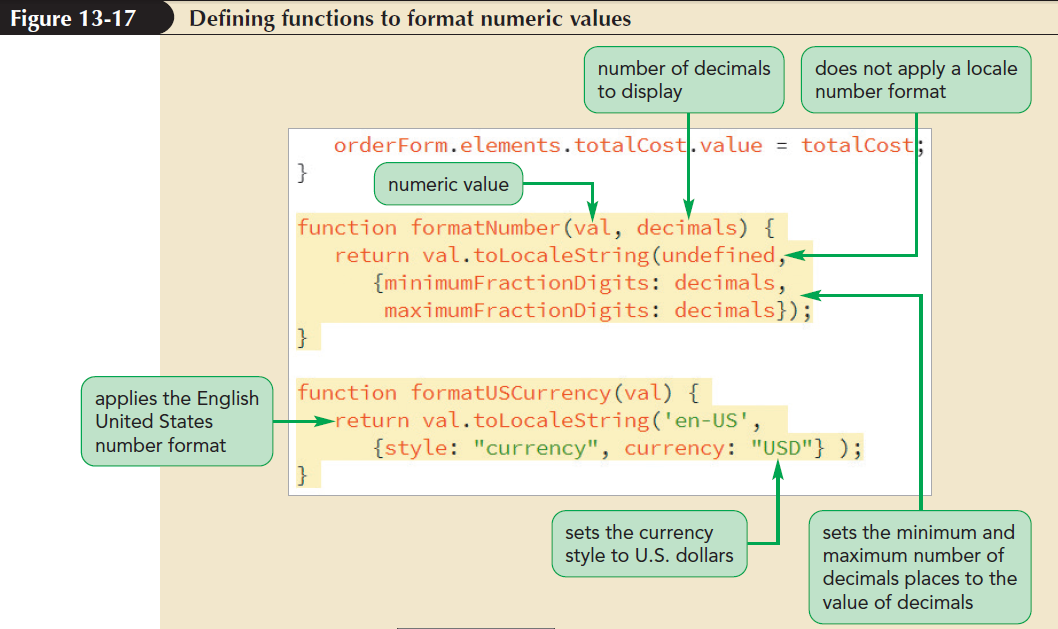 Figure 13-17
Defining functions to format numeric values
number of decimals
to display
does not apply a locale
number format
orderForm.elements.totalCost.value = totalCost;
}
numeric value
function formatNumber(val, decimals) {
return val.toLocaleString(undefined,
{minimumFractionDigits: decimals,
maximumFractionDigits: decimals});
}
function formatUSCurrency(val) {
applies the English
United States
number format
return val.toLocaleString('en-US',
{style: "currency", currency: "USD"} );
}
sets the currency
style to U.S. dollars
sets the minimum and
maximum number of
decimals places to the
value of decimals